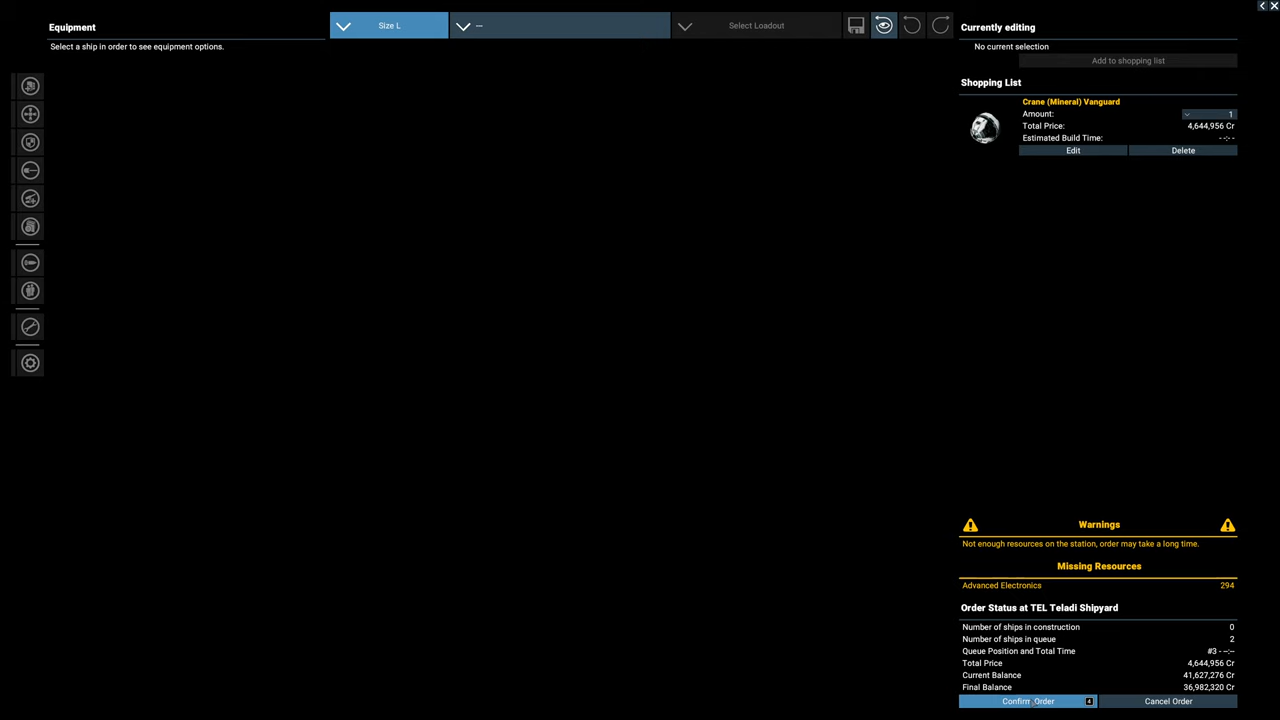 Equipment
Select a ship in order to see equipment options.
Size L
—
Select Loadout
Currently editing
No current selection
Add to shopping list
Shopping List
Crane (Mineral) Vanguard
Amount: 1
Total Price: 4,644,956 Cr
Estimated Build Time: --:--
Edit Delete
Warnings
Not enough resources on the station, order may take a long time.
Missing Resources
Advanced Electronics 294
Order Status at TEL Teladi Shipyard
Number of ships in construction 0
Number of ships in queue 2
Queue Position and Total Time #3 - --:--
Total Price 4,644,956 Cr
Current Balance 41,627,276 Cr
Final Balance 36,982,320 Cr
Confirm Order 4 Cancel Order